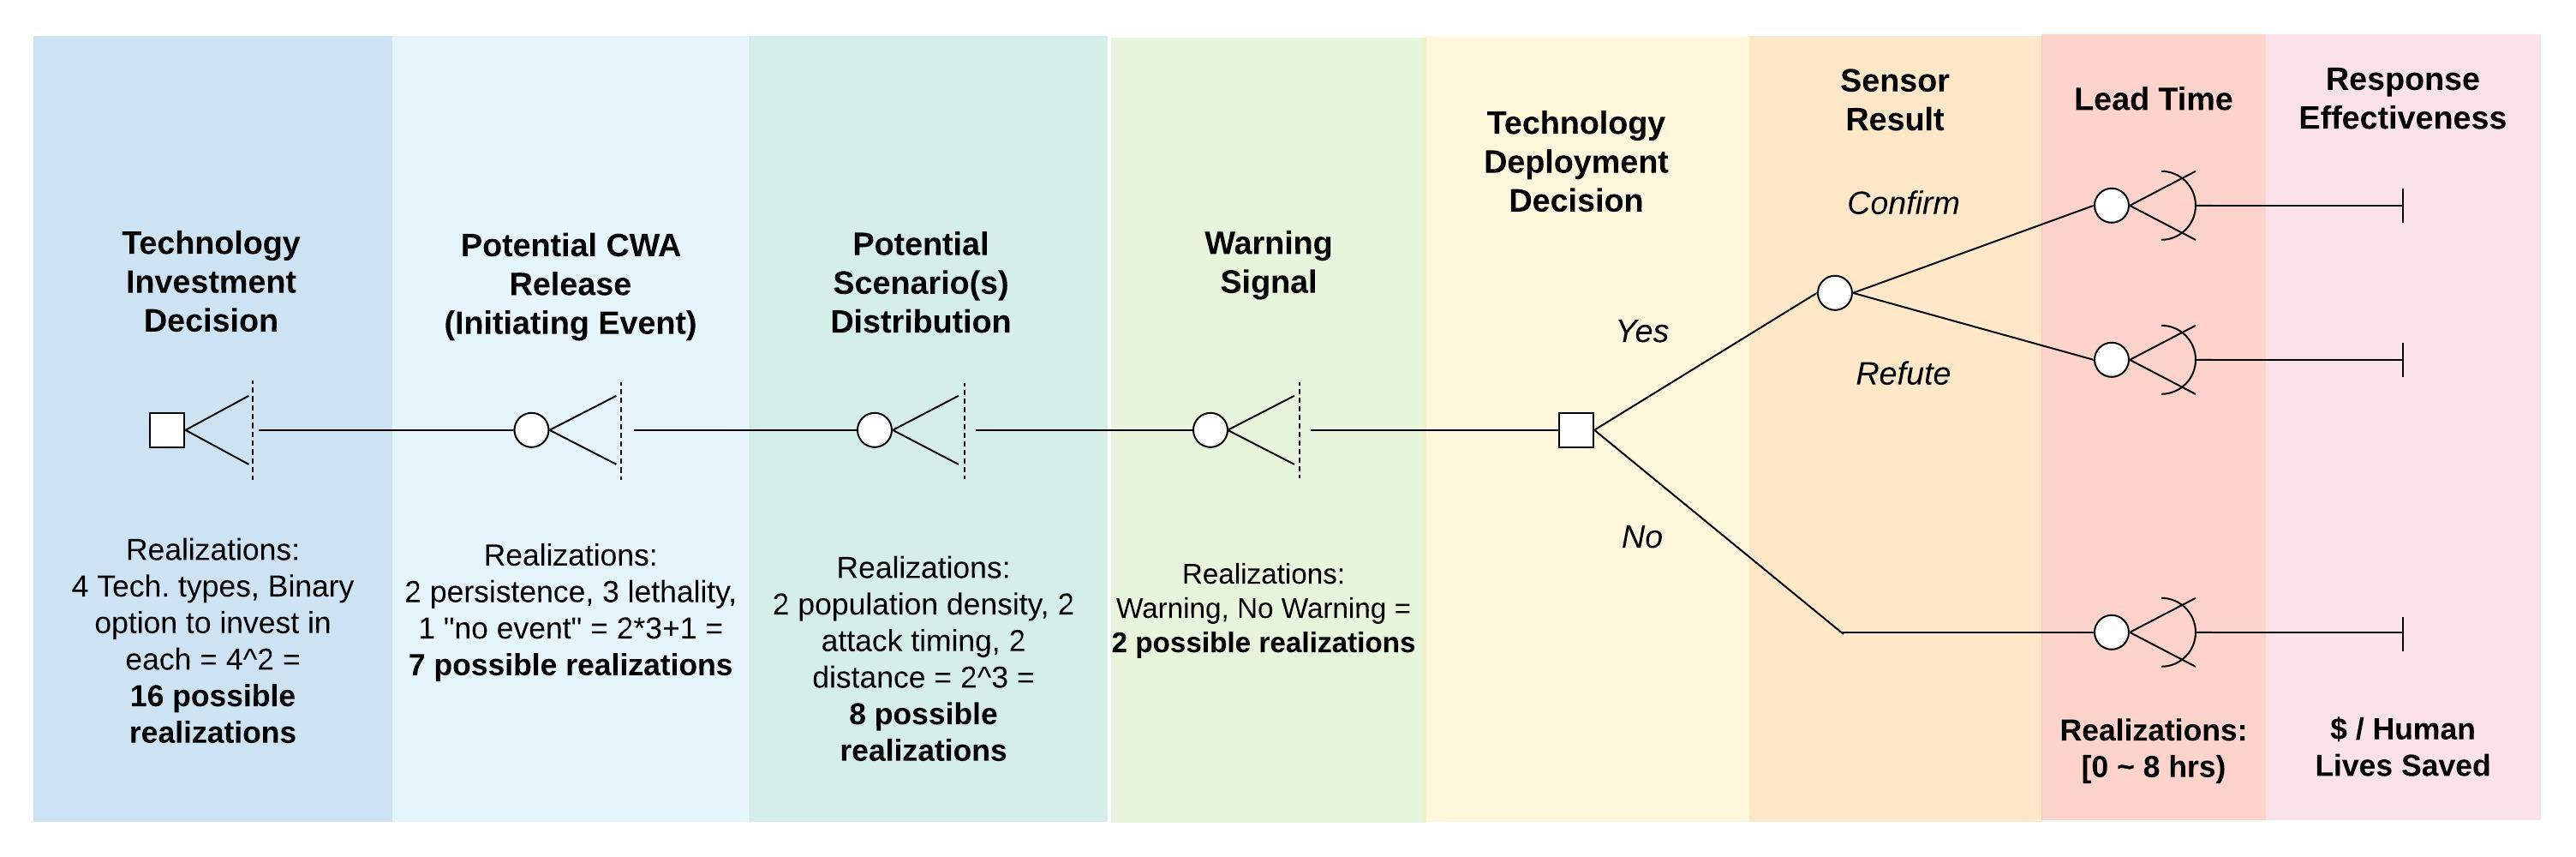 Technology
Investment
Decision
Realizations:
4 Tech. types, Binary
option to invest in
each = 4^2 =
16 possible
realizations
Potential CWA
Release
(Initiating Event)
Realizations:
2 persistence, 3 lethality,
1 "no event" = 2*3+1 =
7 possible realizations
Potential
Scenario(s)
Distribution
Realizations:
2 population density, 2
attack timing, 2
distance = 2^3 =
8 possible
realizations
Warning
Signal
Realizations:
Warning, No Warning =
2 possible realizations
Technology
Deployment
Decision
Yes
No
Sensor
Result
Confirm
Refute
Lead Time
Realizations:
[0 ~ 8 hrs)
Response
Effectiveness
$ / Human
Lives Saved